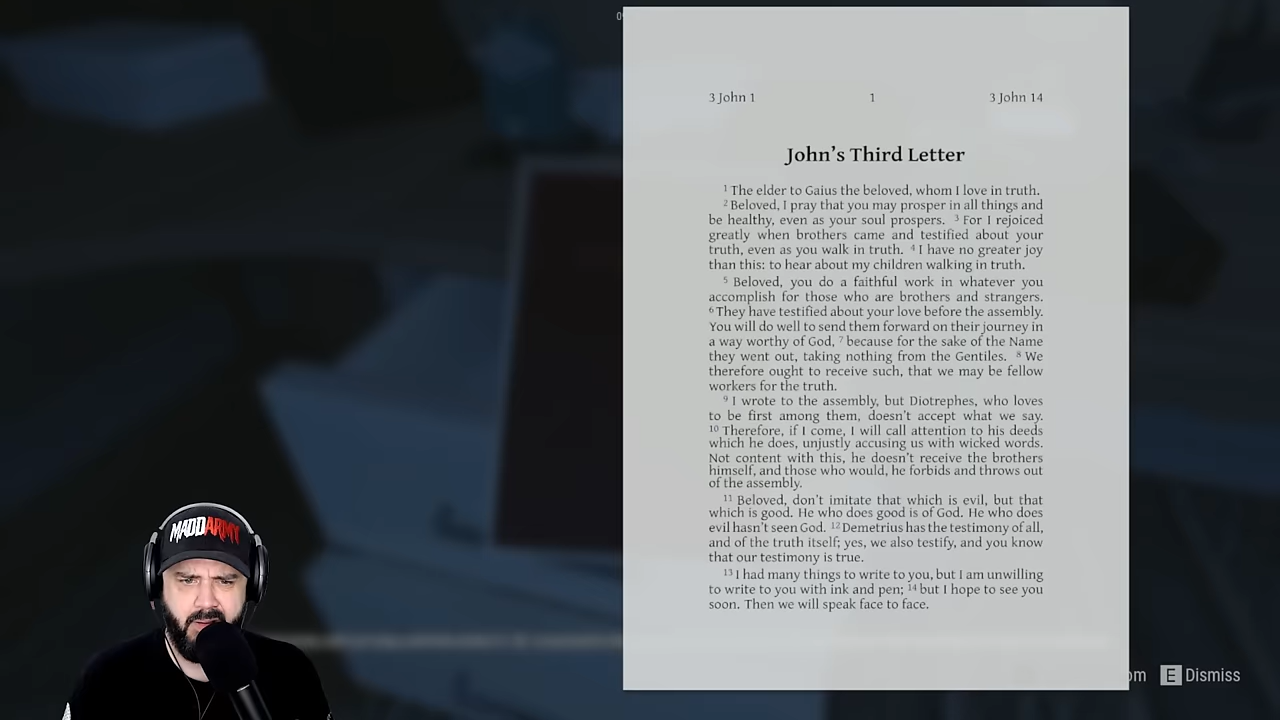 3 John 1 1 3 John 14
John's Third Letter
1 The elder to Gaius the beloved, whom I love in truth.
2 Beloved, I pray that you may prosper in all things and
be healthy, even as your soul prospers. 3 For I rejoiced
greatly when brothers came and testified about your
truth, even as you walk in truth. 4 I have no greater joy
than this: to hear about my children walking in truth.
5 Beloved, you do a faithful work in whatever you
accomplish for those who are brothers and strangers.
6 They have testified about your love before the assembly.
You will do well to send them forward on their journey in
a way worthy of God, 7 because for the sake of the Name
they went out, taking nothing from the Gentiles. 8 We
therefore ought to receive such, that we may be fellow
workers for the truth.
9 I wrote to the assembly, but Diotrephes, who loves
to be first among them, doesn't accept what we say.
10 Therefore, if I come, I will call attention to his deeds
which he does, unjustly accusing us with wicked words.
Not content with this, he doesn't receive the brothers
himself, and those who would, he forbids and throws out
of the assembly.
11 Beloved, don't imitate that which is evil, but that
which is good. He who does good is of God. He who does
evil hasn't seen God. 12 Demetrius has the testimony of all,
and of the truth itself; yes, we also testify, and you know
that our testimony is true.
13 I had many things to write to you, but I am unwilling
to write to you with ink and pen; 14 but I hope to see you
soon. Then we will speak face to face.
MADDARMY
E Dismiss